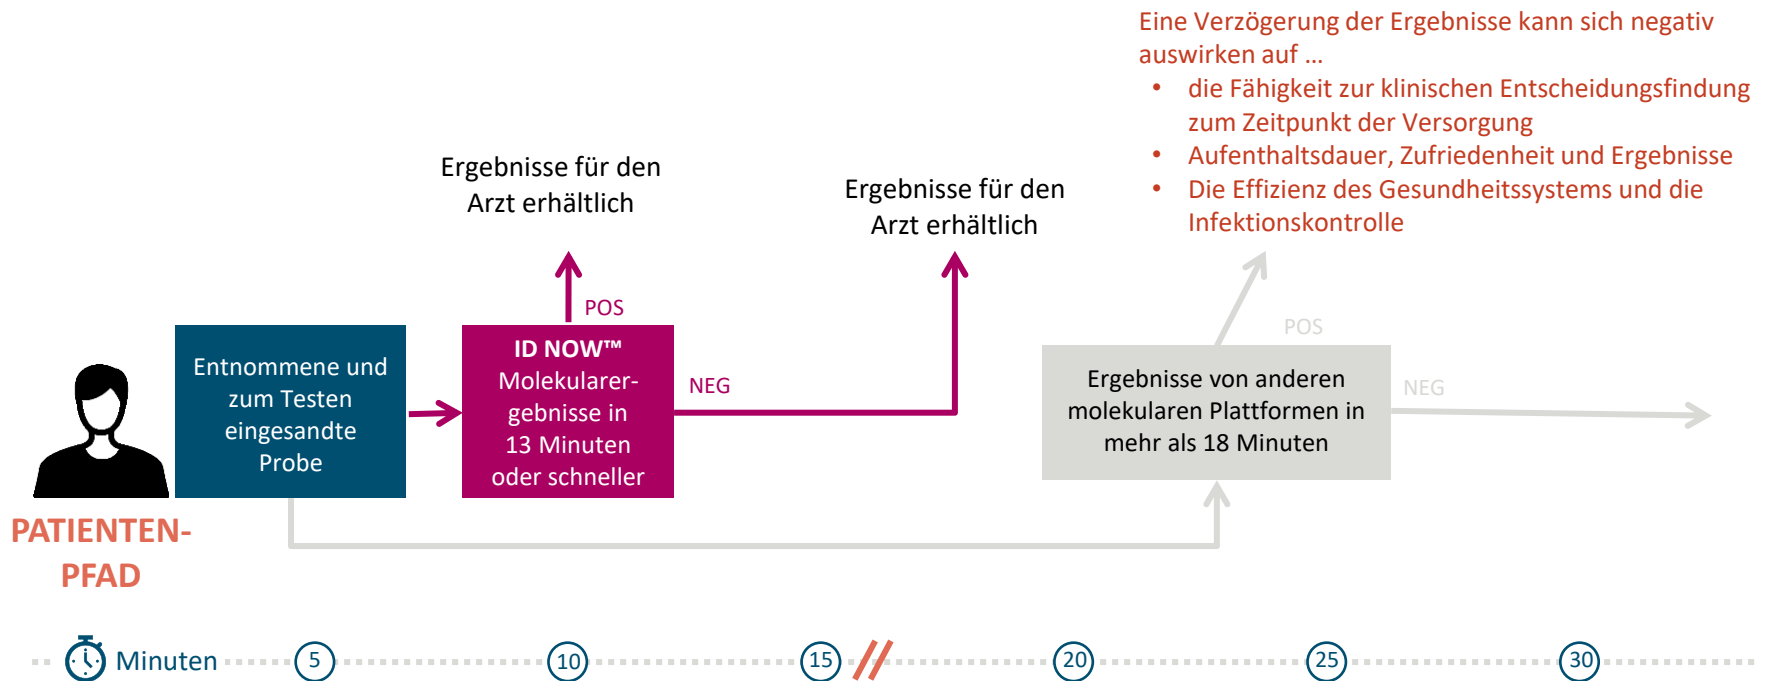 Eine Verzögerung der Ergebnisse kann sich negativ
auswirken auf ...
• die Fähigkeit zur klinischen Entscheidungsfindung
zum Zeitpunkt der Versorgung
• Aufenthaltsdauer, Zufriedenheit und Ergebnisse
• Die Effizienz des Gesundheitssystems und die
Infektionskontrolle
Ergebnisse für den
Arzt erhältlich
Ergebnisse für den
Arzt erhältlich
POS
POS
Entnommene und
zum Testen
eingesandte
Probe
ID NOW™
Molekularer-
gebnisse in
13 Minuten
oder schneller
NEG
Ergebnisse von anderen
molekularen Plattformen in
mehr als 18 Minuten
NEG
PATIENTEN-
PFAD
Minuten 5 10 15 20 25 30